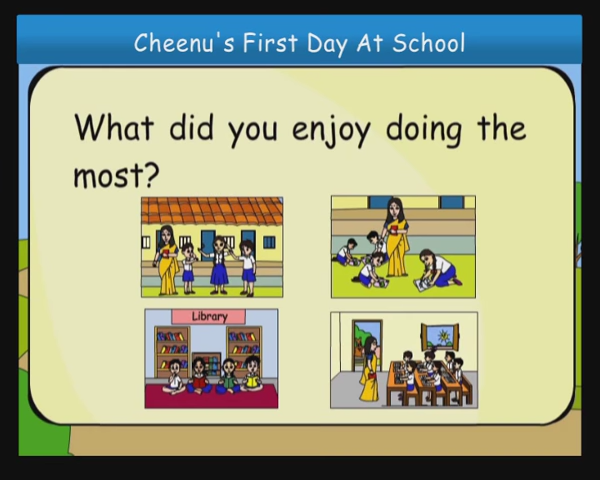 Cheenu's First Day At School
What did you enjoy doing the
most?
Library